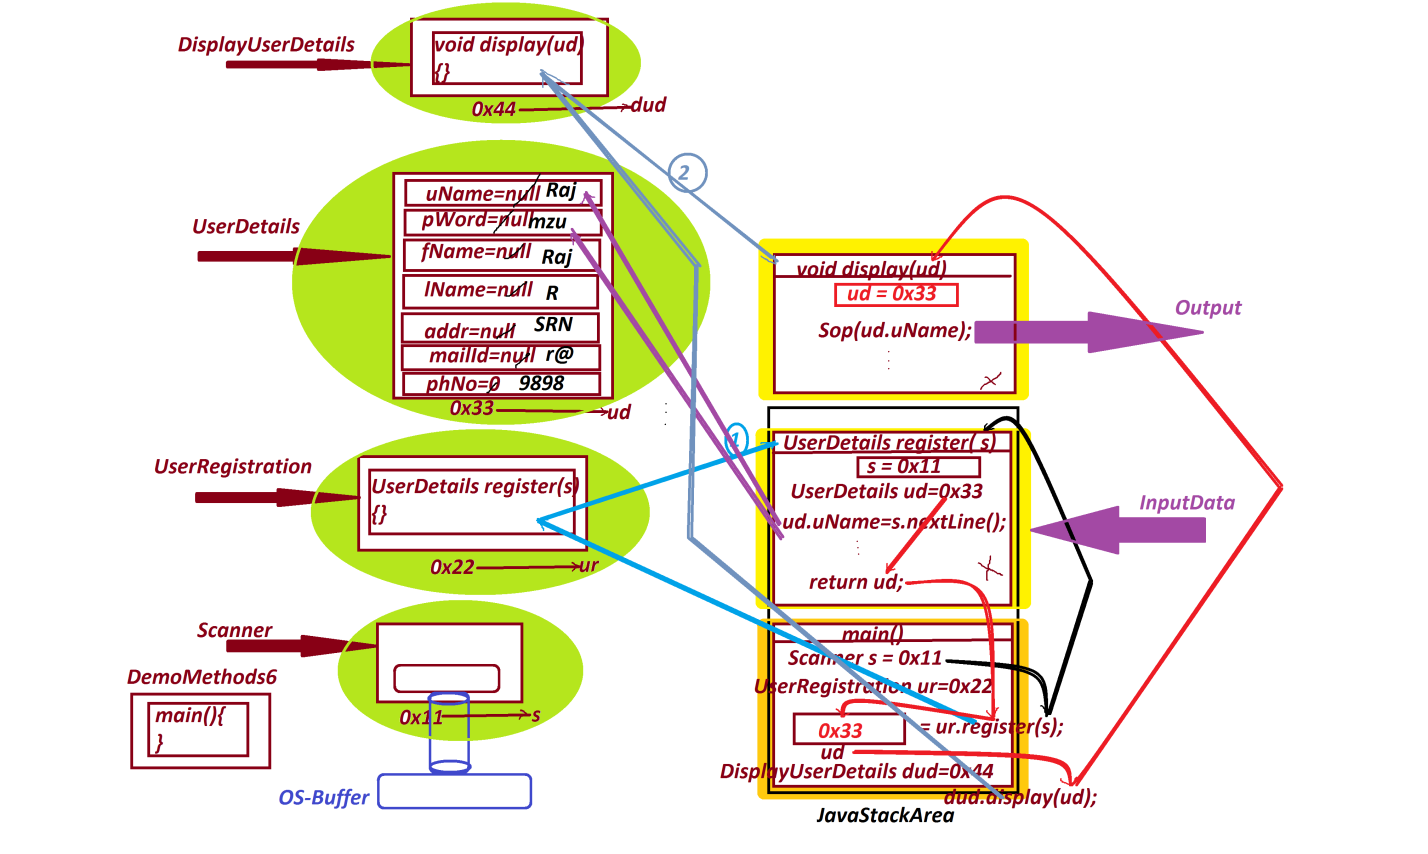 DisplayUserDetails
void display(ud)
{}
0x44
dud
2
UserDetails
uName=null Raj
pWord=null mzu
fName=null Raj
lName=null R
addr=null SRN
mailId=null r@
phNo=0 9898
0x33
ud
void display(ud)
ud = 0x33
Sop(ud.uName);
Output
1
UserRegistration
UserDetails register(s)
{}
0x22
ur
UserDetails register( s)
s = 0x11
UserDetails ud=0x33
ud.uName=s.nextLine();
return ud;
InputData
Scanner
0x11
s
DemoMethods6
main(){
}
OS-Buffer
main()
Scanner s = 0x11
UserRegistration ur=0x22
0x33 = ur.register(s);
ud
DisplayUserDetails dud=0x44
dud.display(ud);
JavaStackArea